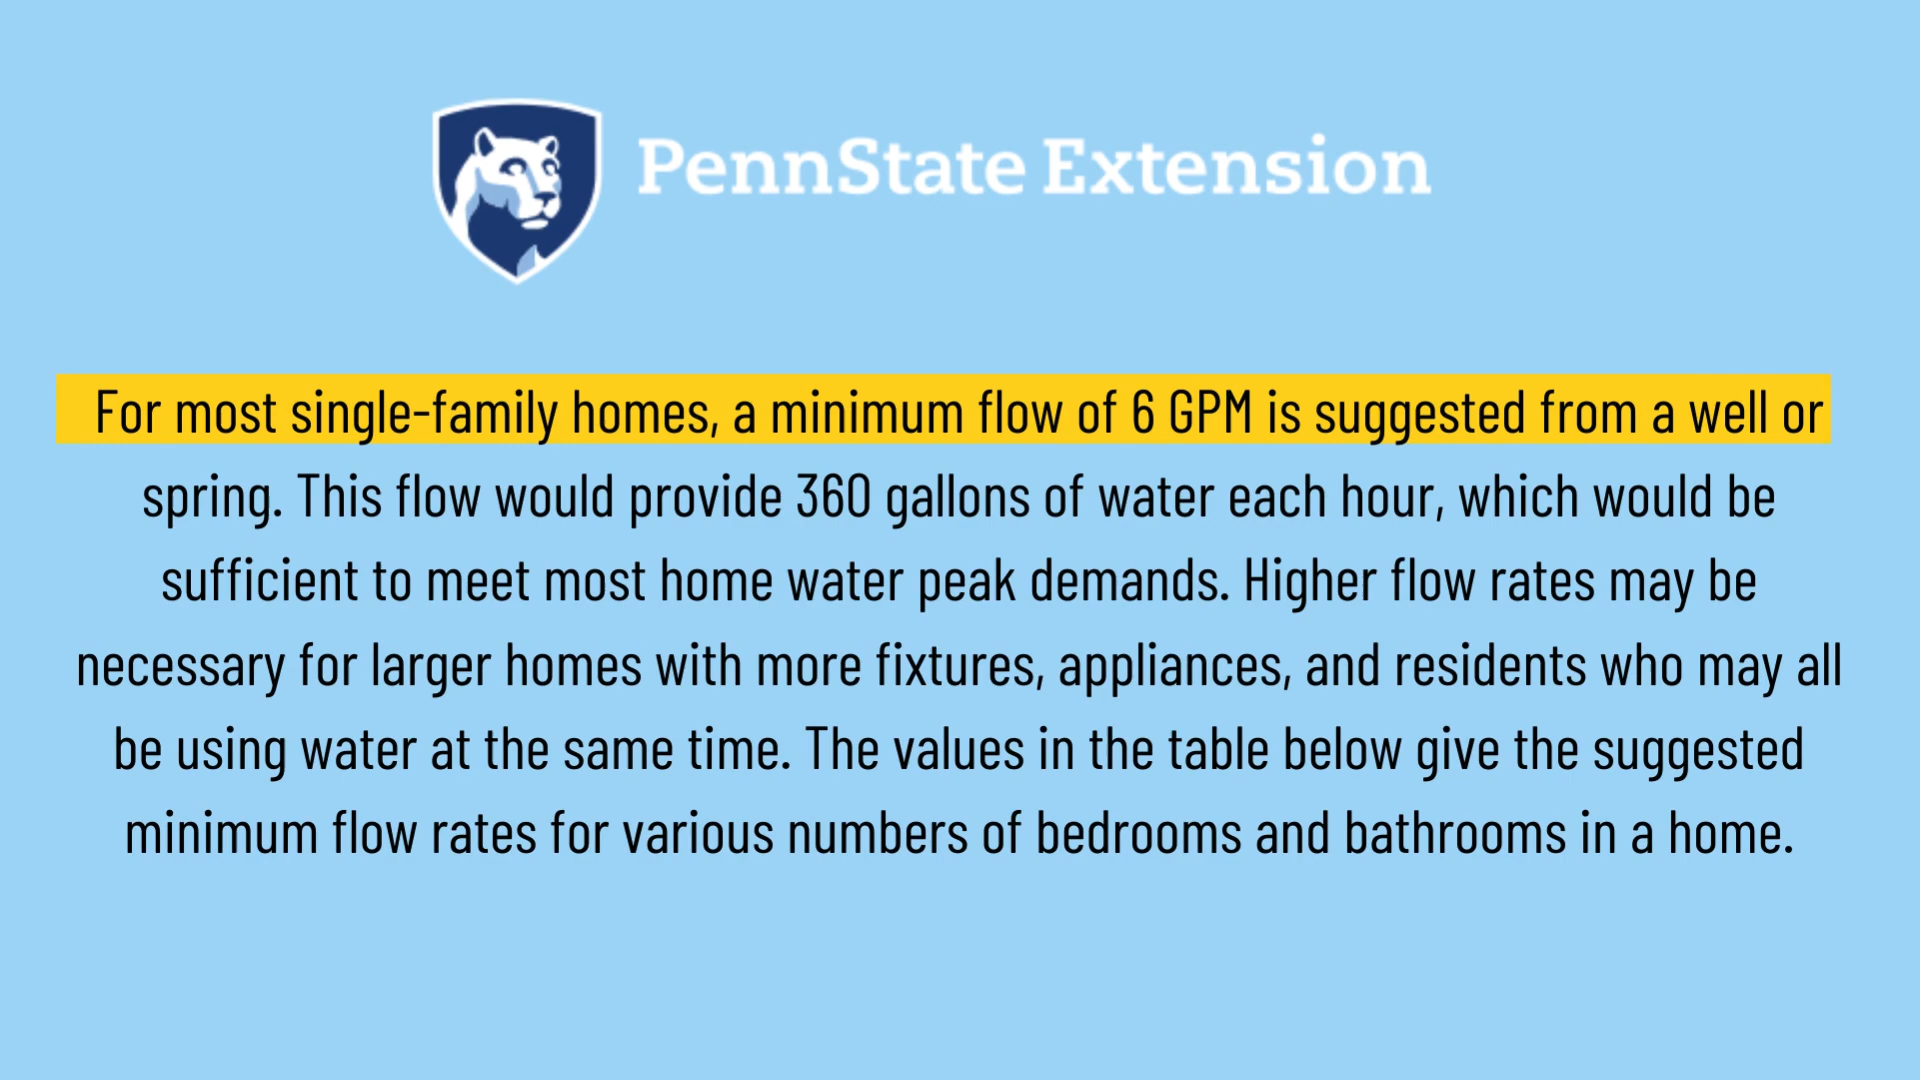 PennState Extension
For most single-family homes, a minimum flow of 6 GPM is suggested from a well or
spring. This flow would provide 360 gallons of water each hour, which would be
sufficient to meet most home water peak demands. Higher flow rates may be
necessary for larger homes with more fixtures, appliances, and residents who may all
be using water at the same time. The values in the table below give the suggested
minimum flow rates for various numbers of bedrooms and bathrooms in a home.